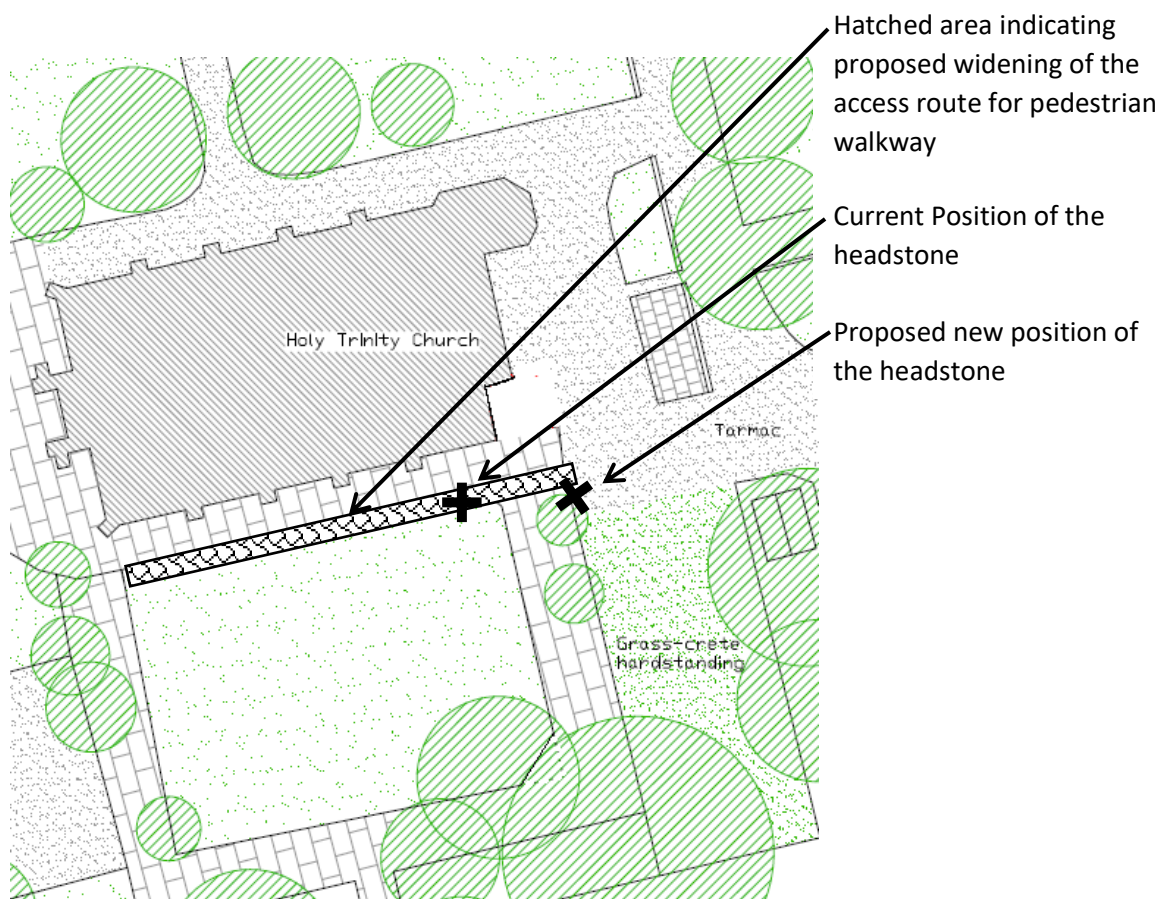 Hatched area indicating
proposed widening of the
access route for pedestrian
walkway
Current Position of the
headstone
Proposed new position of
the headstone
Holy Trinity Church
Tarmac
Grass-crete
hardstanding